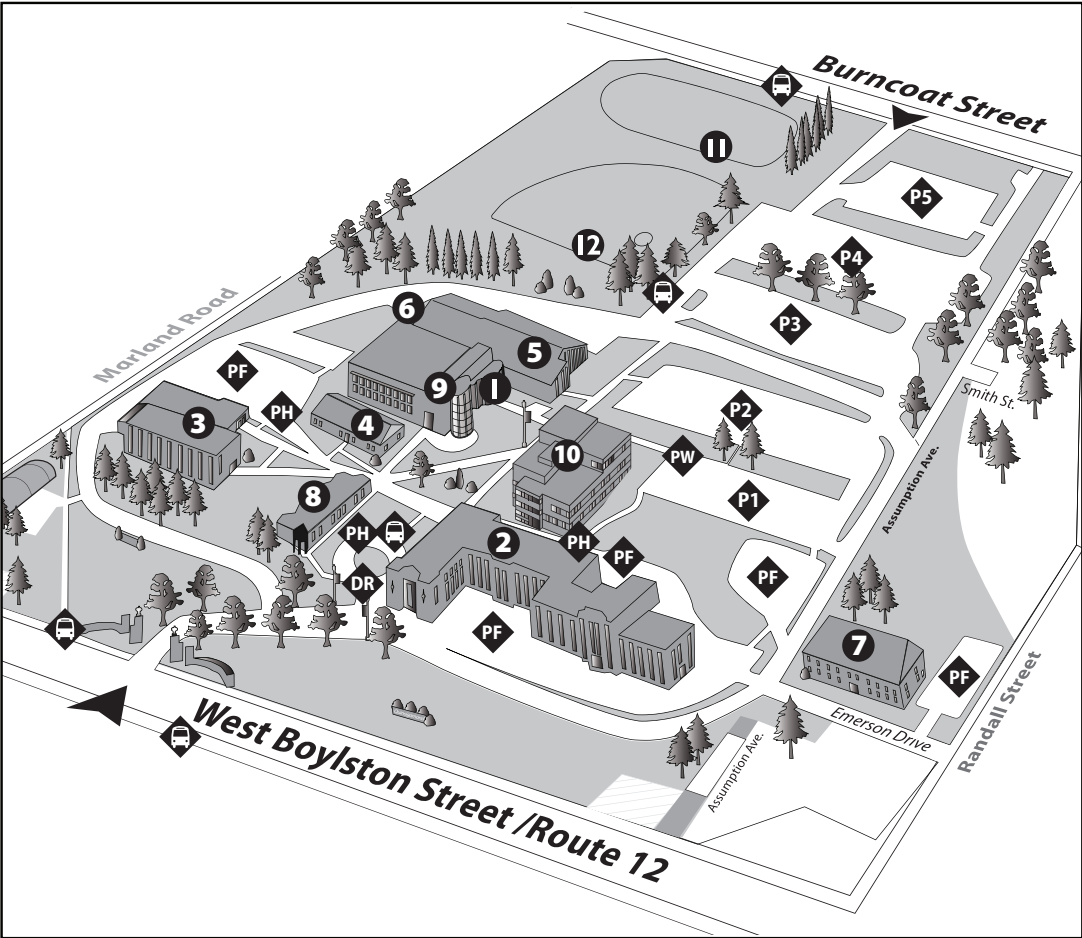 Burncoat Street
11
P5
12
P4
6
P3
Marland Road
5
PF
9
1
Smith St.
PH
P2
3
4
10
PW
Assumption Ave.
8
P1
PH
2
PH
PF
DR
PF
PF
7
PF
Randall Street
Emerson Drive
West Boylston Street /Route 12
Assumption Ave.